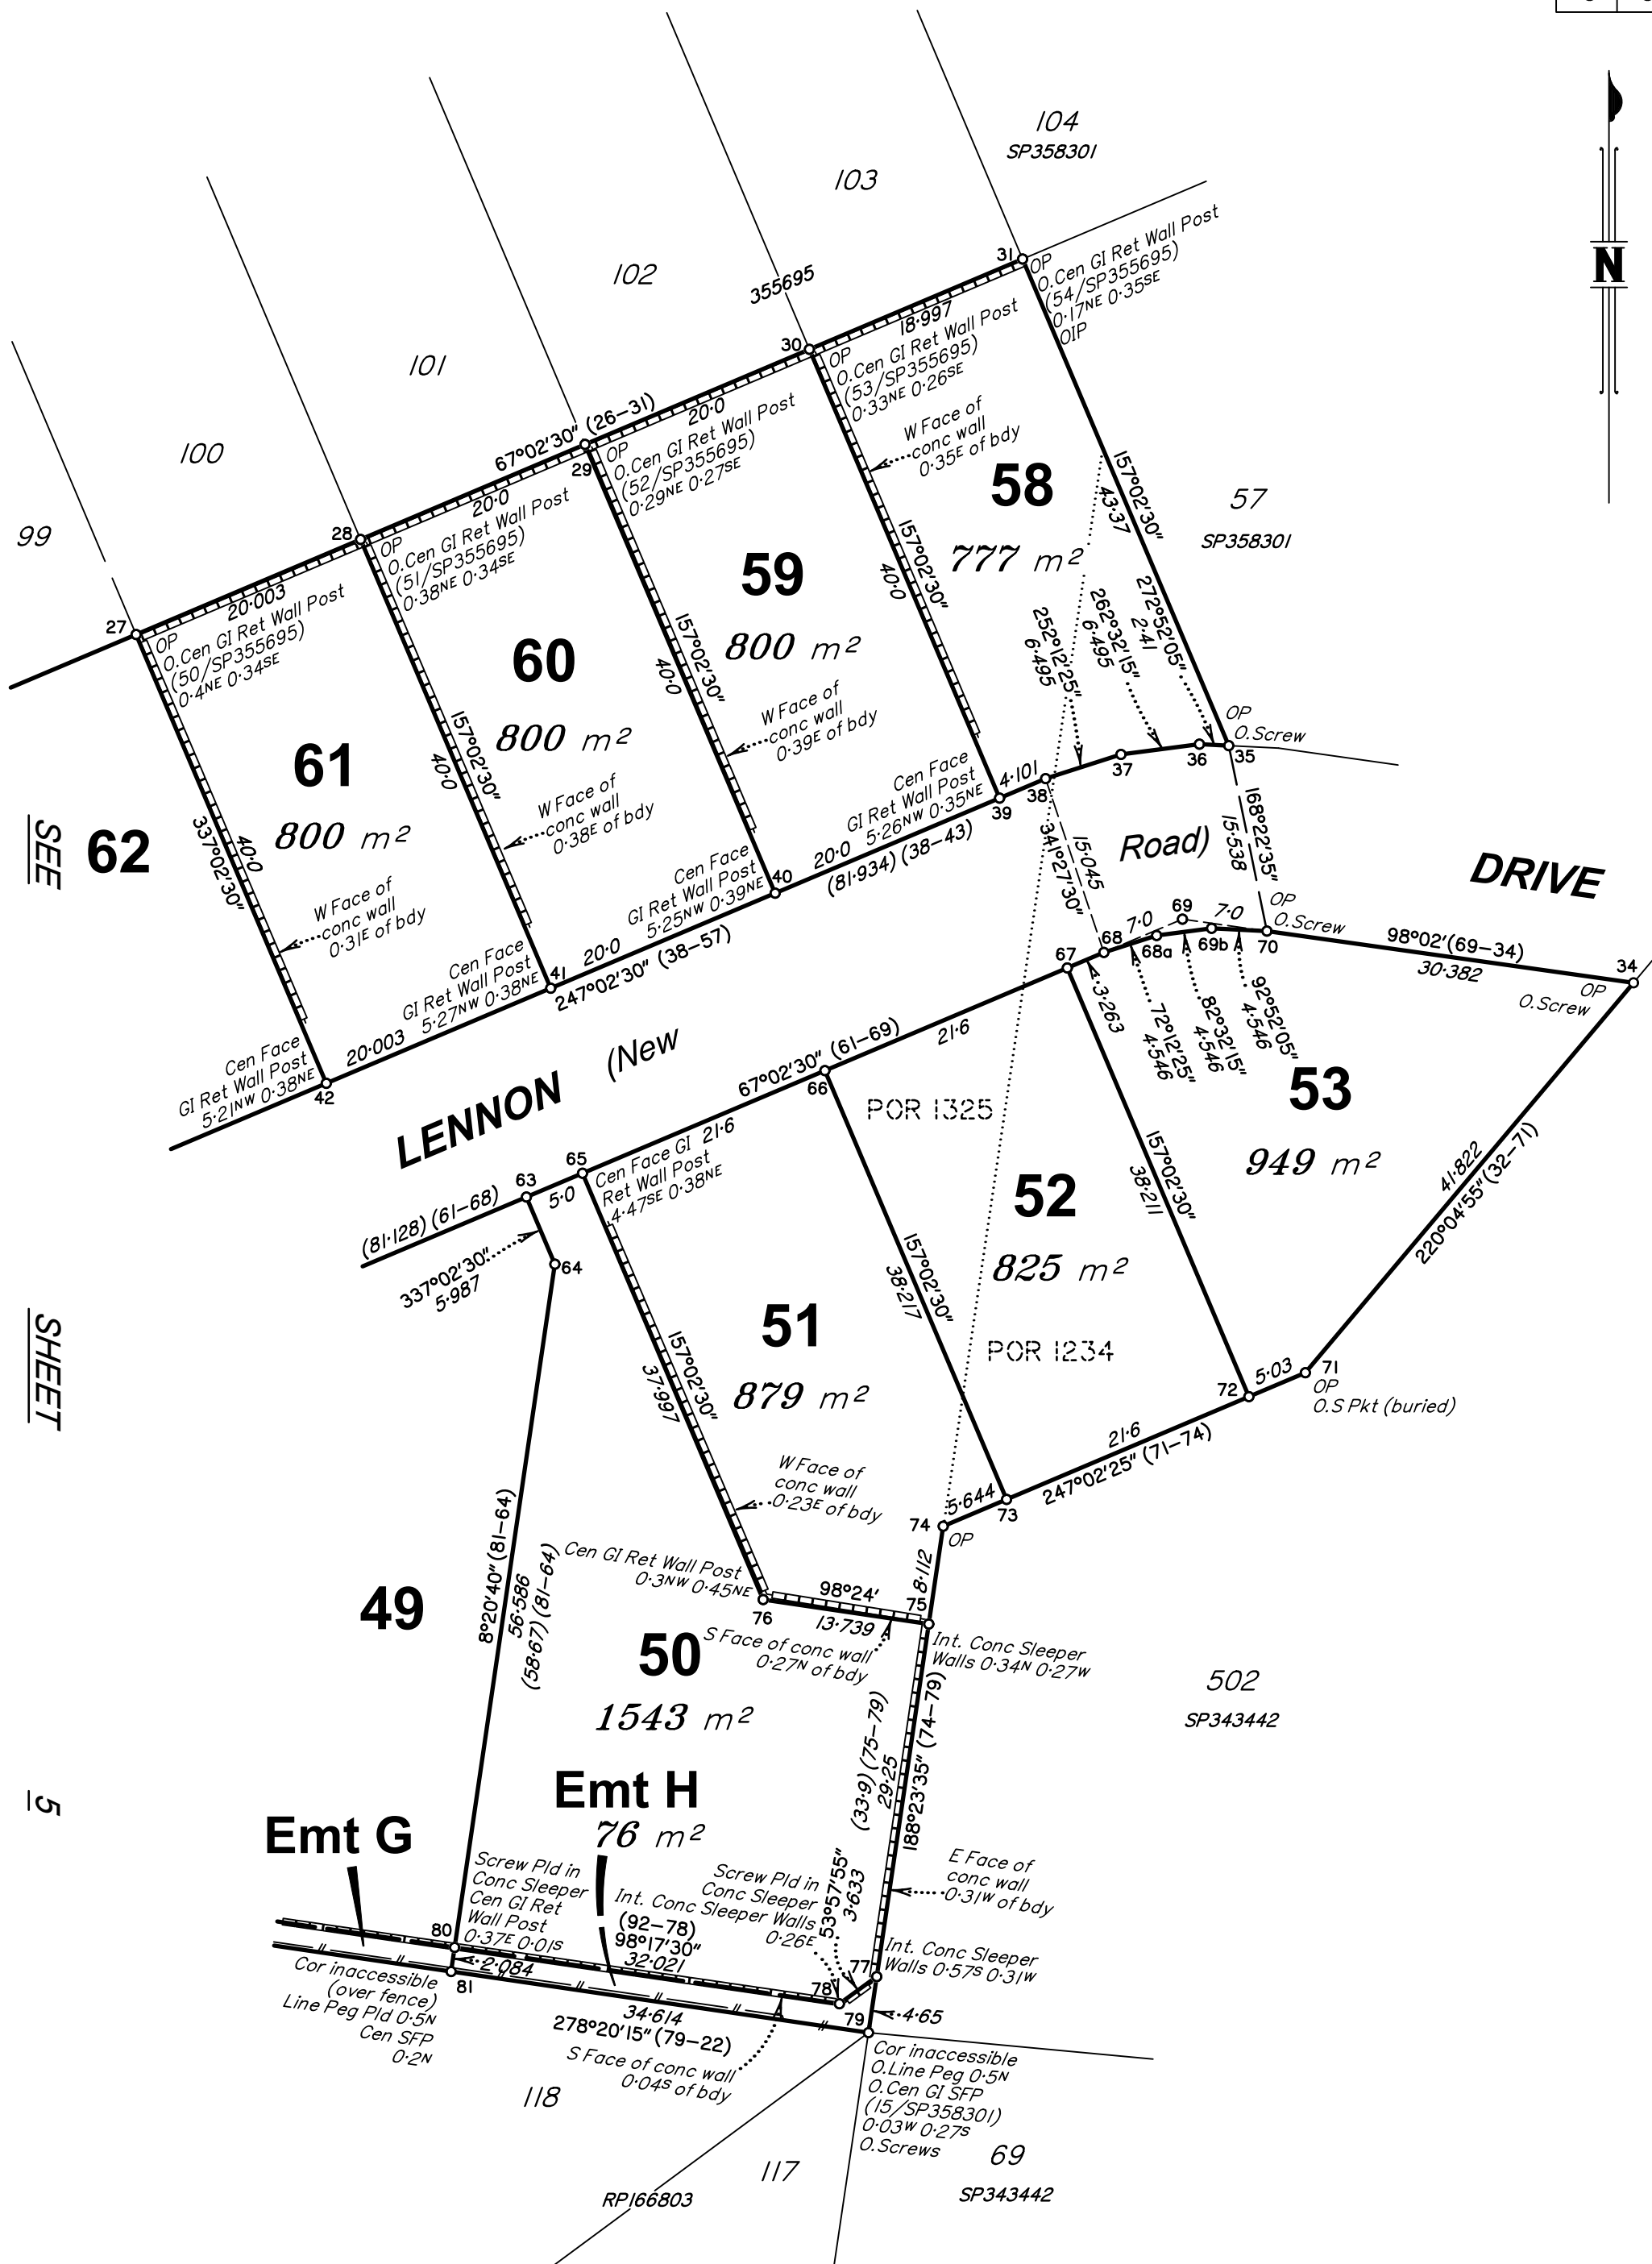 104
SP358301
103
102
355695
101
100
99
N
31
OP
O.Cen GI Ret Wall Post
(54/SP355695)
0·17NE 0·35SE
OIP
18·997
30
OP
O.Cen GI Ret Wall Post
(53/SP355695)
0·33NE 0·26SE
67°02'30" (26–31)
20·0
29
OP
O.Cen GI Ret Wall Post
(52/SP355695)
0·29NE 0·27SE
20·0
28
OP
O.Cen GI Ret Wall Post
(51/SP355695)
0·38NE 0·34SE
20·003
27
OP
O.Cen GI Ret Wall Post
(50/SP355695)
0·4NE 0·34SE
W Face of
conc wall
0·35E of bdy
58
777 m²
157°02'30"
43·37
57
SP358301
157°02'30"
40·0
59
800 m²
157°02'30"
40·0
W Face of
conc wall
0·39E of bdy
60
800 m²
157°02'30"
40·0
W Face of
conc wall
0·38E of bdy
61
800 m²
337°02'30"
40·0
W Face of
conc wall
0·31E of bdy
62
SEE
SHEET
5
252°12'25"
6·495
262°32'15"
6·495
272°52'05"
2·41
OP
O.Screw
35
36
37
38
4·101
39
Cen Face
GI Ret Wall Post
5·26NW 0·35NE
20·0
(81·934) (38–43)
40
Cen Face
GI Ret Wall Post
5·25NW 0·39NE
20·0
247°02'30" (38–57)
41
Cen Face
GI Ret Wall Post
5·27NW 0·38NE
20·003
42
Cen Face
GI Ret Wall Post
5·21NW 0·38NE
LENNON
(New
Road)
DRIVE
341°27'30"
15·045
168°22'35"
15·538
OP
O.Screw
70
69
7·0
7·0
68
68a
69b
67
3·263
72°12'25"
4·546
82°32'15"
4·546
92°52'05"
4·546
98°02' (69–34)
30·382
34
OP
O.Screw
53
949 m²
41·822
220°04'55" (32–71)
21·6
67°02'30" (61–69)
66
POR 1325
157°02'30"
38·211
52
825 m²
POR 1234
157°02'30"
38·217
65
21·6
Cen Face GI
Ret Wall Post
4·47SE 0·38NE
63
5·0
(81·128) (61–68)
64
337°02'30"
5·987
51
879 m²
157°02'30"
37·997
W Face of
conc wall
0·23E of bdy
71
OP
O.S Pkt (buried)
72
5·03
21·6
247°02'25" (71–74)
73
5·644
74
OP
8·112
75
Int. Conc Sleeper
Walls 0·34N 0·27W
Cen GI Ret Wall Post
0·3NW 0·45NE
76
98°24'
13·739
S Face of conc wall
0·27N of bdy
8°20'40" (81–64)
56·586
(58·67) (81–64)
49
50
1543 m²
502
SP343442
(33·9) (75–79)
29·25
188°23'35" (74–79)
E Face of
conc wall
0·31W of bdy
Emt H
76 m²
Emt G
Screw Pld in
Conc Sleeper
Cen GI Ret
Wall Post
0·37E 0·01S
80
2·084
81
Screw Pld in
Conc Sleeper
Int. Conc Sleeper Walls
0·26E
(92–78)
98°17'30"
32·021
53°57'55"
3·633
77
Int. Conc Sleeper
Walls 0·57S 0·31W
78
79
4·65
34·614
278°20'15" (79–22)
S Face of conc wall
0·04S of bdy
Cor inaccessible
(over fence)
Line Peg Pld 0·5N
Cen SFP
0·2N
Cor inaccessible
O.Line Peg 0·5N
O.Cen GI SFP
(15/SP358301)
0·03W 0·27S
O.Screws
118
117
RP166803
69
SP343442